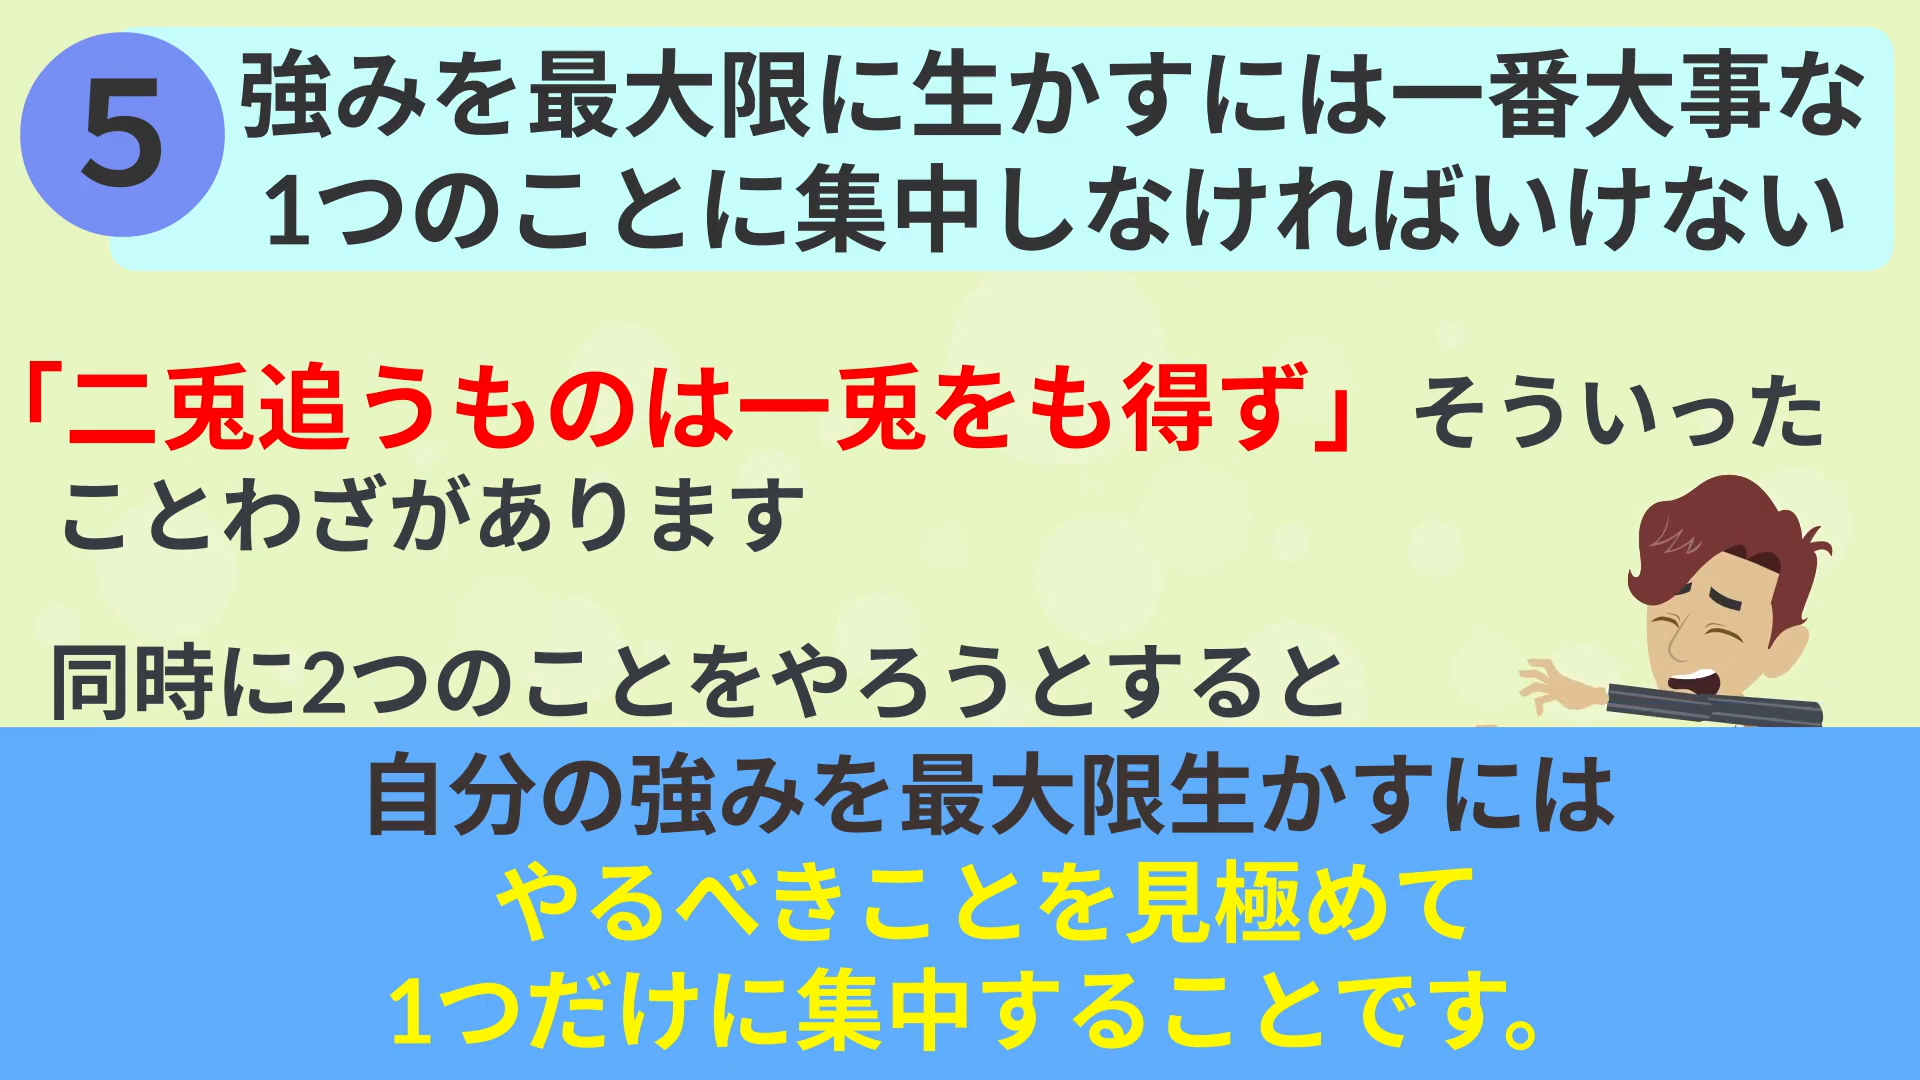 5
強みを最大限に生かすには一番大事な
1つのことに集中しなければいけない
「二兎追うものは一兎をも得ず」そういった
ことわざがあります
同時に2つのことをやろうとすると
自分の強みを最大限生かすには
やるべきことを見極めて
1つだけに集中することです。